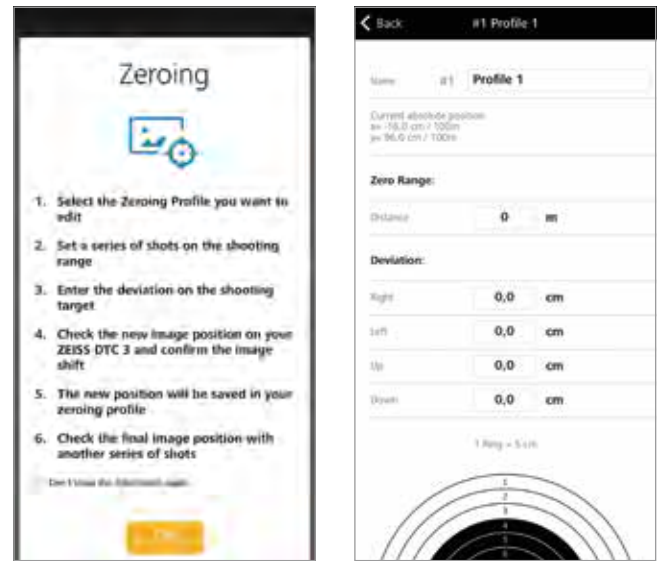 Zeroing
1. Select the Zeroing Profile you want to
edit
2. Set a series of shots on the shooting
range
3. Enter the deviation on the shooting
target
4. Check the new image position on your
ZEISS DTC 3 and confirm the image
shift
5. The new position will be saved in your
zeroing profile
6. Check the final image position with
another series of shots
Don't show this information again
Back #1 Profile 1
Name #1 Profile 1
Current absolute position
x= -16.0 cm / 100m
y= 96.0 cm / 100m
Zero Range:
Distance 0 m
Deviation:
Right 0,0 cm
Left 0,0 cm
Up 0,0 cm
Down 0,0 cm
1 Ring = 5 cm
1
2
3
4
5
6